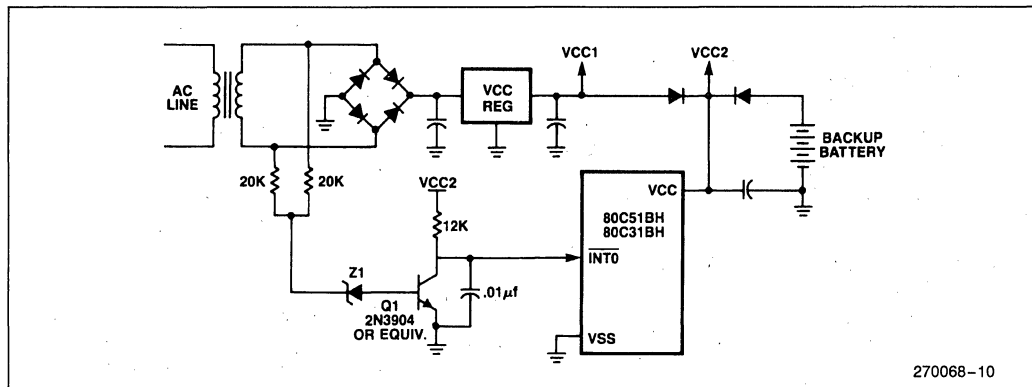 AC
LINE
VCC
REG
VCC1
VCC2
BACKUP
BATTERY
20K
20K
VCC2
12K
Z1
Q1
2N3904
OR EQUIV.
.01μf
VCC
80C51BH
80C31BH
INT0
VSS
270068-10